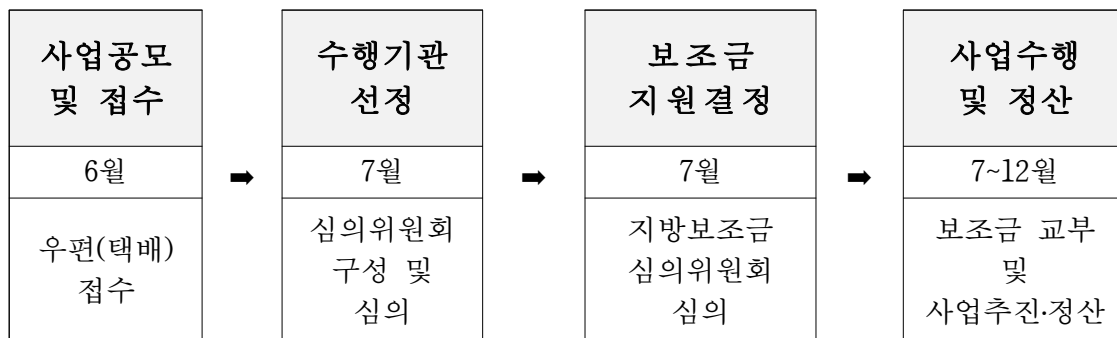 사업공모
및 접수
6월
우편(택배)
접수
➡
수행기관
선정
7월
심의위원회
구성 및
심의
➡
보조금
지원결정
7월
지방보조금
심의위원회
심의
➡
사업수행
및 정산
7~12월
보조금 교부
및
사업추진·정산